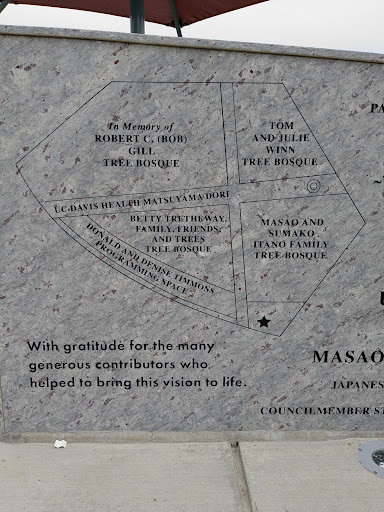 In Memory of
ROBERT C. (BOB)
GILL
TREE BOSQUE
TOM
AND JULIE
WINN
TREE BOSQUE
UC-DAVIS HEALTH MATSUYAMA DORI
BETTY TRETHEWAY,
FAMILY, FRIENDS,
AND TREES
TREE BOSQUE
MASAO AND
SUMAKO
ITANO FAMILY
TREE BOSQUE
DONALD AND DENISE TIMMONS
PROGRAMMING SPACE
With gratitude for the many
generous contributors who
helped to bring this vision to life.
PA
U
MASAO
JAPANES
COUNCILMEMBER ST